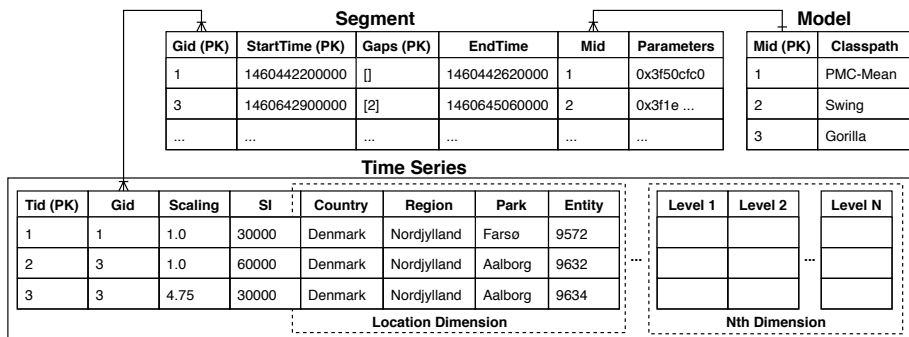 Segment Model
Gid (PK) StartTime (PK) Gaps (PK) EndTime Mid Parameters Mid (PK) Classpath
1 1460442200000 [] 1460442620000 1 0x3f50cfc0 1 PMC-Mean
3 1460642900000 [2] 1460645060000 2 0x3f1e ... 2 Swing
... ... ... ... ... ... 3 Gorilla
Time Series
Tid (PK) Gid Scaling SI Country Region Park Entity Level 1 Level 2 Level N
1 1 1.0 30000 Denmark Nordjylland Farsø 9572
2 3 1.0 60000 Denmark Nordjylland Aalborg 9632 ... ...
3 3 4.75 30000 Denmark Nordjylland Aalborg 9634
Location Dimension Nth Dimension